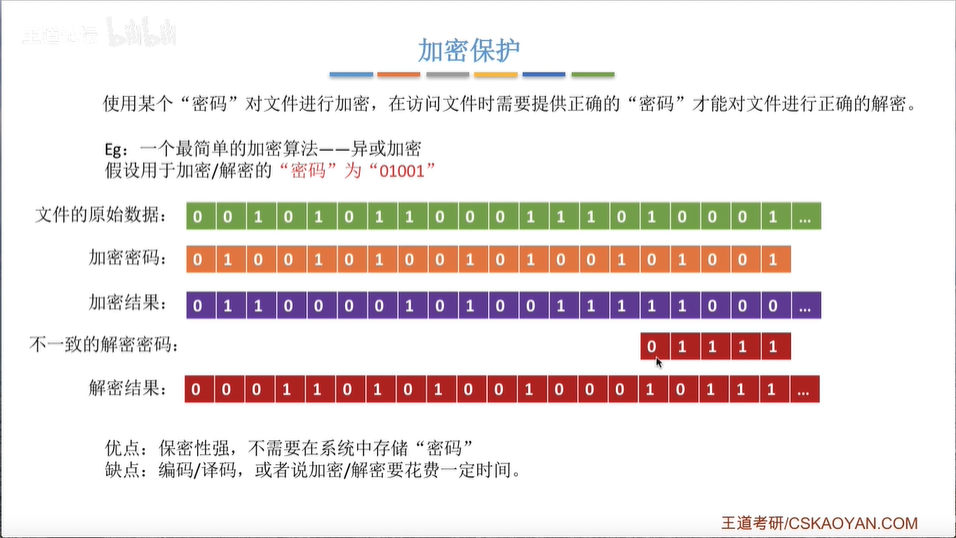 加密保护
使用某个“密码”对文件进行加密，在访问文件时需要提供正确的“密码”才能对文件进行正确的解密。
Eg：一个最简单的加密算法——异或加密
假设用于加密/解密的“密码”为“01001”
文件的原始数据： 0 0 1 0 1 0 1 1 0 0 0 1 1 1 0 1 0 0 0 1 ...
加密密码： 0 1 0 0 1 0 1 0 0 1 0 1 0 0 1 0 1 0 0 1
加密结果： 0 1 1 0 0 0 0 1 0 1 0 0 1 1 1 1 1 0 0 0 ...
不一致的解密密码： 0 1 1 1 1
解密结果： 0 0 0 1 1 0 1 0 1 0 0 1 0 0 0 1 0 1 1 1 ...
优点：保密性强，不需要在系统中存储“密码”
缺点：编码/译码，或者说加密/解密要花费一定时间。
王道考研/CSKAOYAN.COM